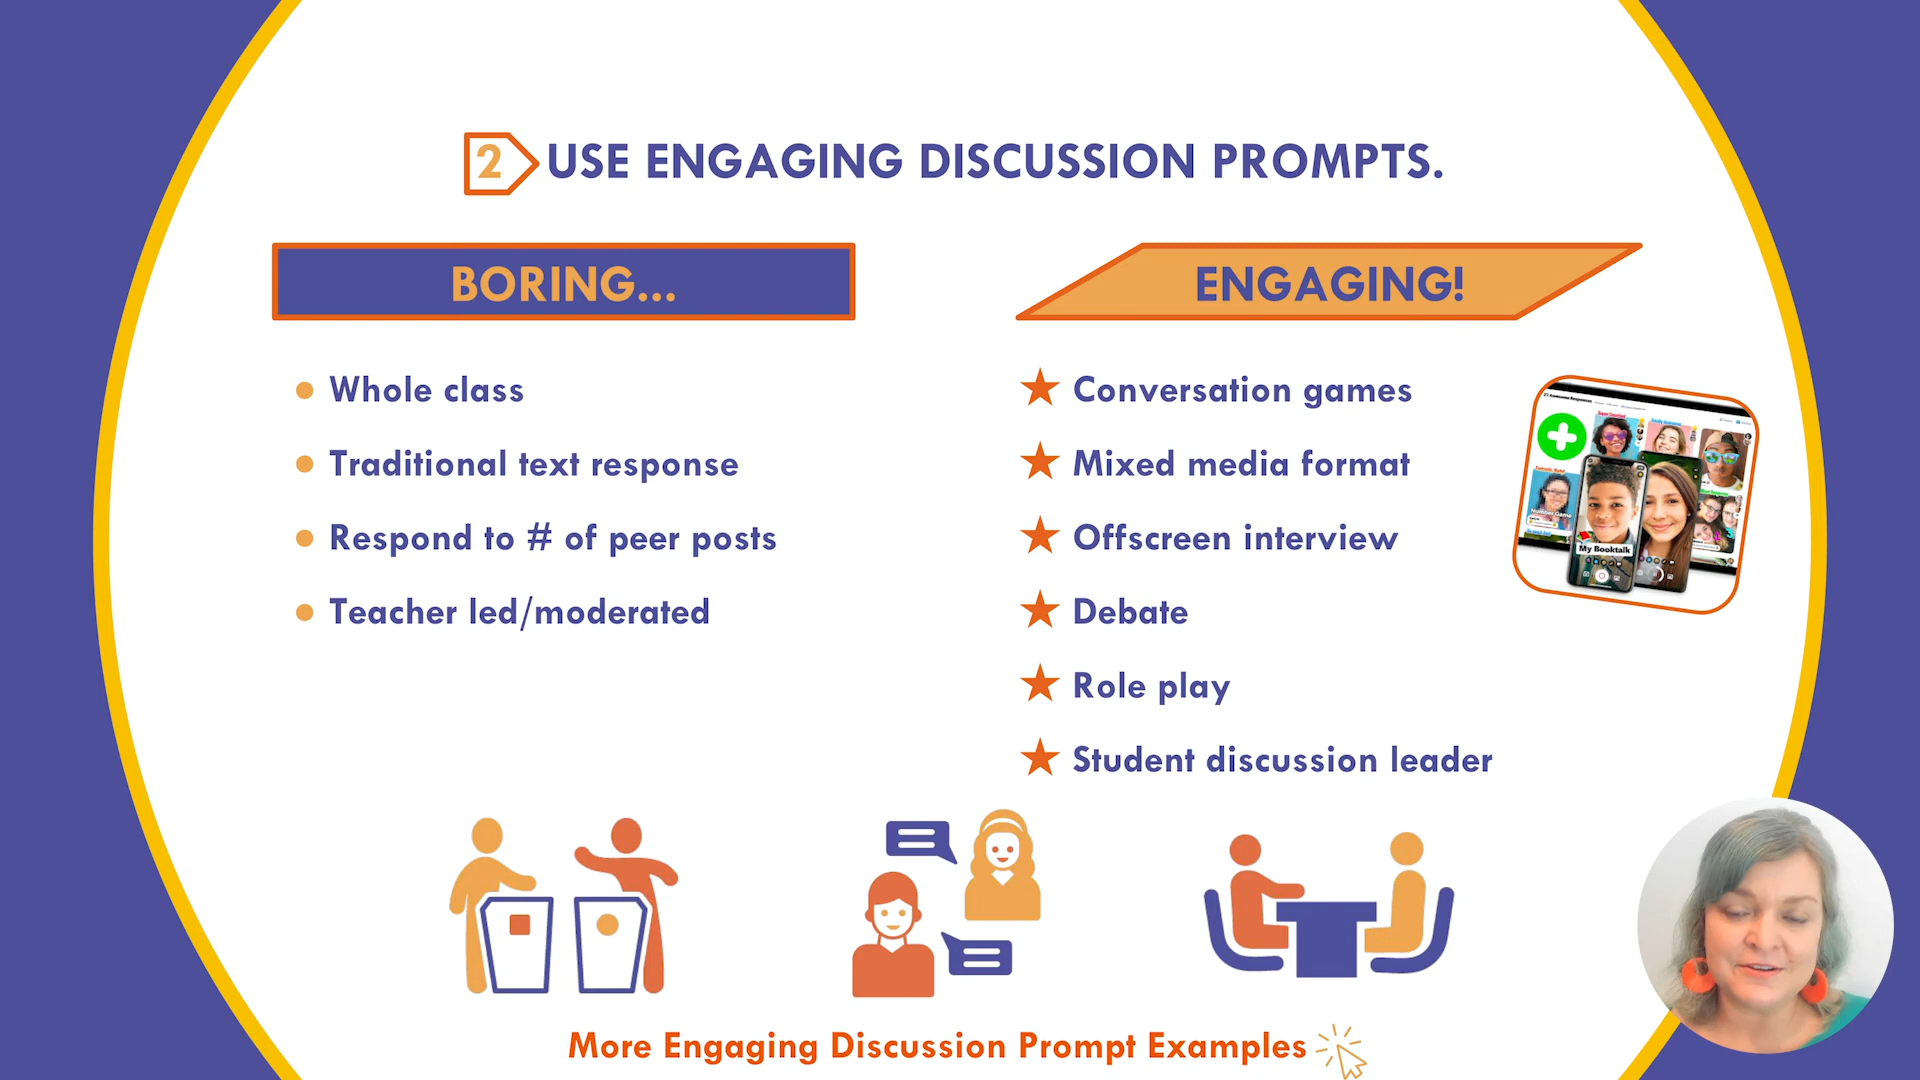 2 USE ENGAGING DISCUSSION PROMPTS.
BORING...
Whole class
Traditional text response
Respond to # of peer posts
Teacher led/moderated
ENGAGING!
Conversation games
Mixed media format
Offscreen interview
Debate
Role play
Student discussion leader
My Booktalk
More Engaging Discussion Prompt Examples